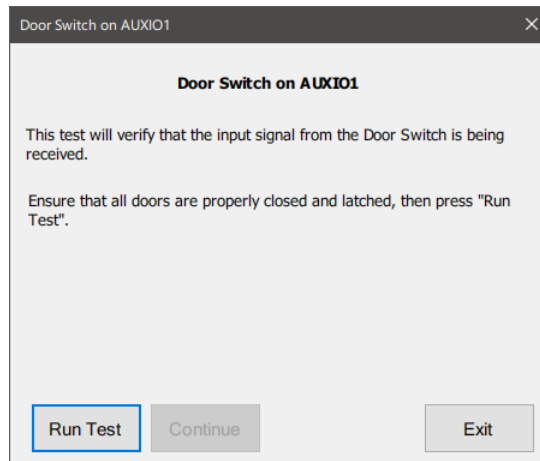 Door Switch on AUXIO1
Door Switch on AUXIO1
This test will verify that the input signal from the Door Switch is being
received.
Ensure that all doors are properly closed and latched, then press "Run
Test".
Run Test
Continue
Exit